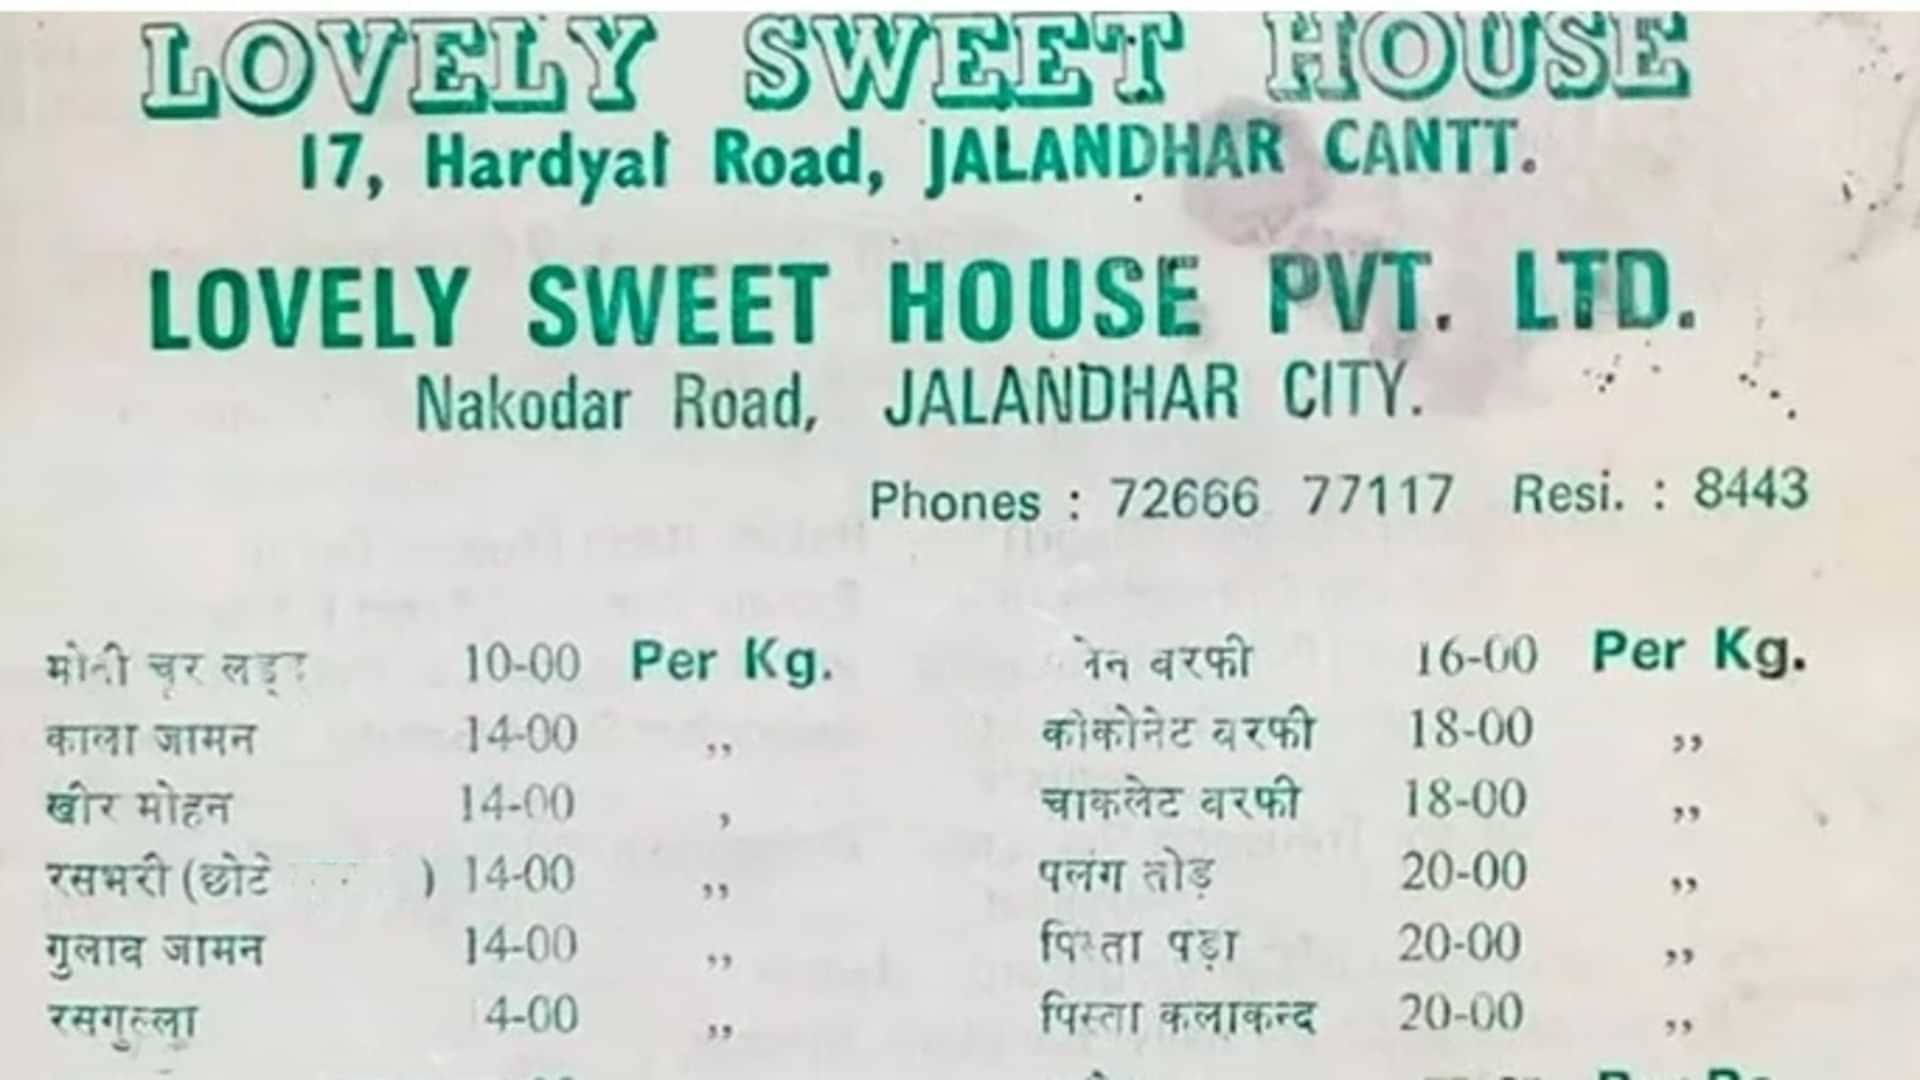 LOVELY SWEET HOUSE
17, Hardyal Road, JALANDHAR CANTT.
LOVELY SWEET HOUSE PVT. LTD.
Nakodar Road, JALANDHAR CITY.
Phones : 72666 77117 Resi. : 8443
मोती चूर लड्डू 10-00 Per Kg.
काला जामन 14-00 ,,
खीर मोहन 14-00 ,
रसभरी (छोटे ) 14-00 ,,
गुलाब जामन 14-00 ,,
रसगुल्ला 4-00 ,,
बरफी 16-00 Per Kg.
कोकोनेट बरफी 18-00 ,,
चाकलेट बरफी 18-00 ,,
पलंग तोड़ 20-00 ,,
पिस्ता पेड़ा 20-00 ,,
पिस्ता कलाकन्द 20-00 ,,